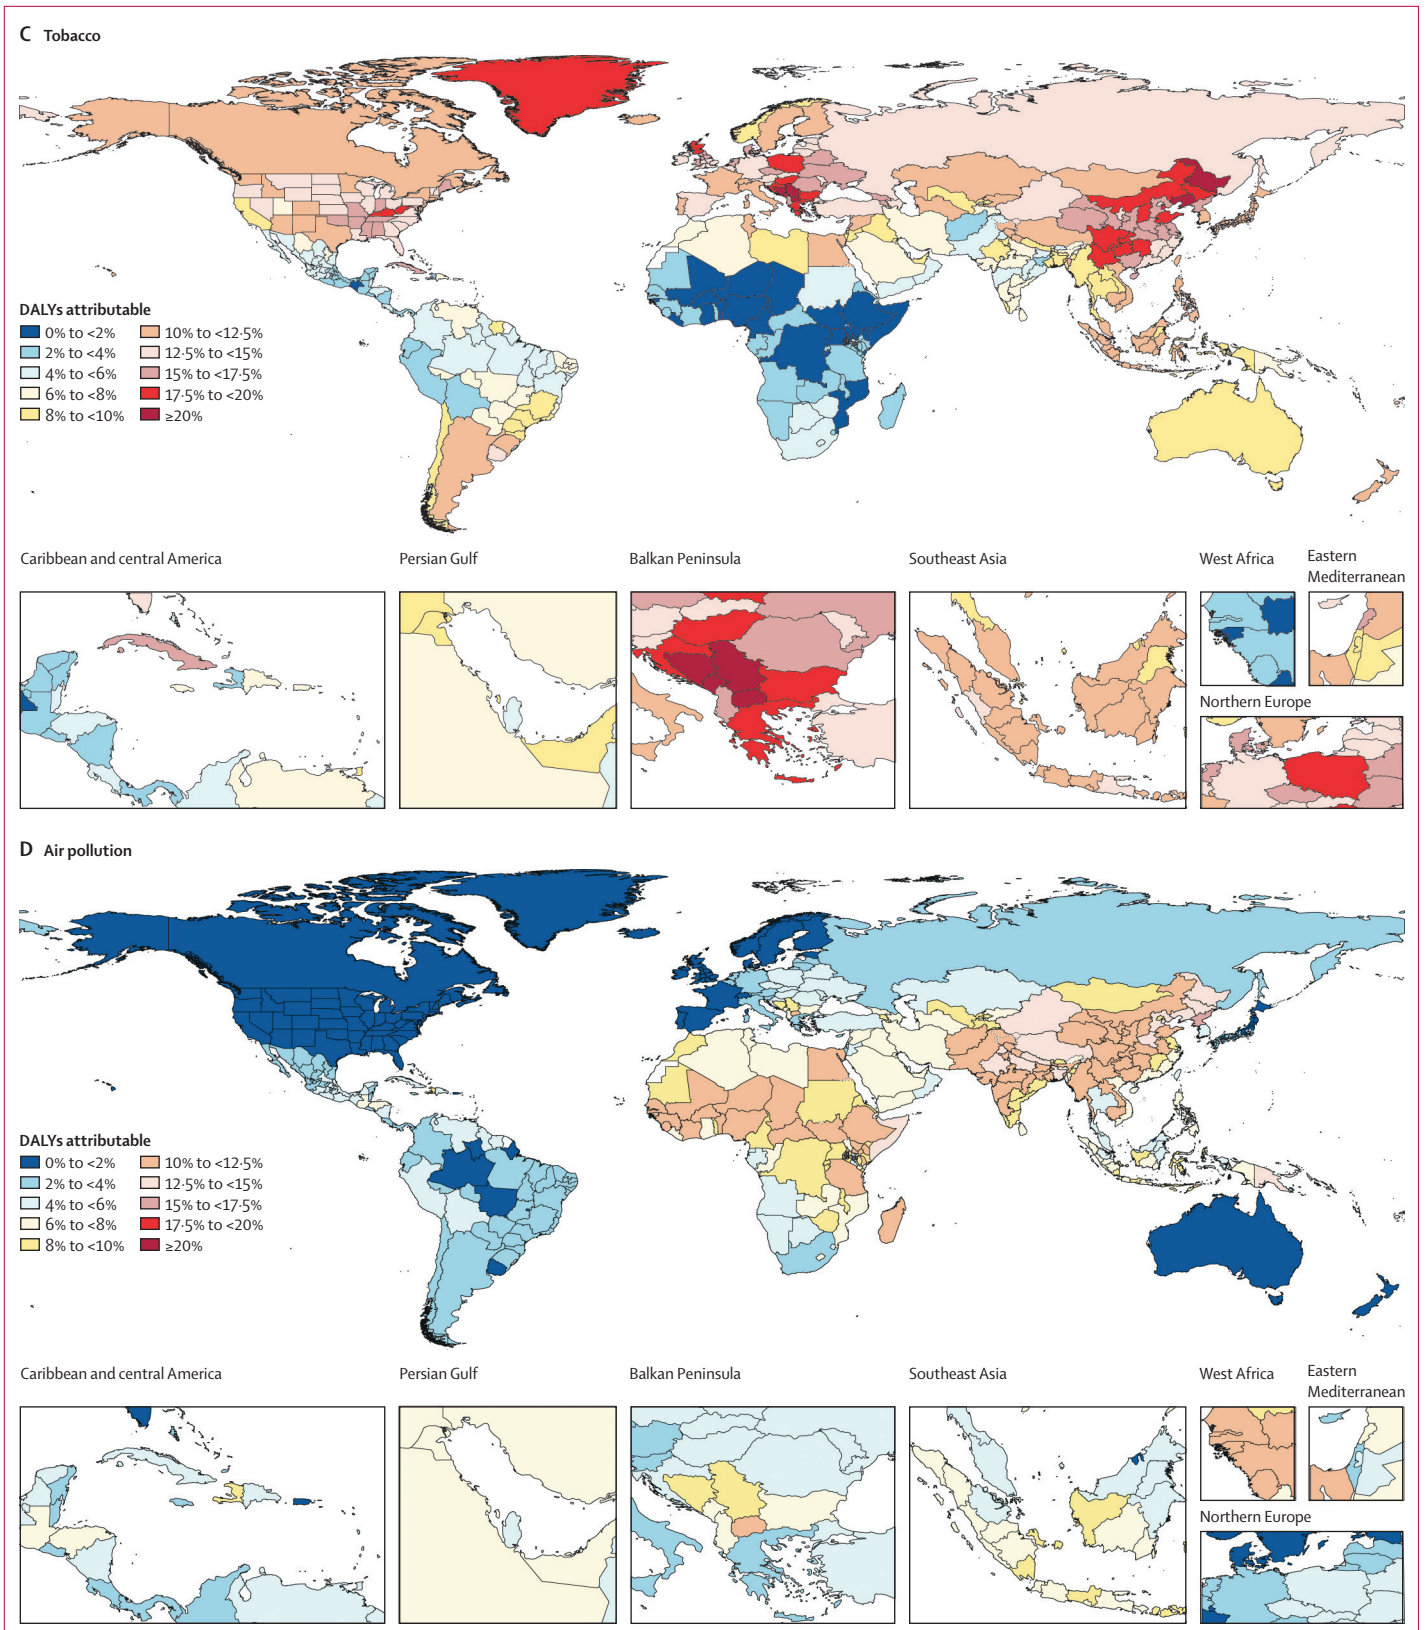 C Tobacco
DALYs attributable
0% to <2%
2% to <4%
4% to <6%
6% to <8%
8% to <10%
10% to <12·5%
12·5% to <15%
15% to <17·5%
17·5% to <20%
≥20%
Caribbean and central America
Persian Gulf
Balkan Peninsula
Southeast Asia
West Africa
Eastern
Mediterranean
Northern Europe
D Air pollution
DALYs attributable
0% to <2%
2% to <4%
4% to <6%
6% to <8%
8% to <10%
10% to <12·5%
12·5% to <15%
15% to <17·5%
17·5% to <20%
≥20%
Caribbean and central America
Persian Gulf
Balkan Peninsula
Southeast Asia
West Africa
Eastern
Mediterranean
Northern Europe